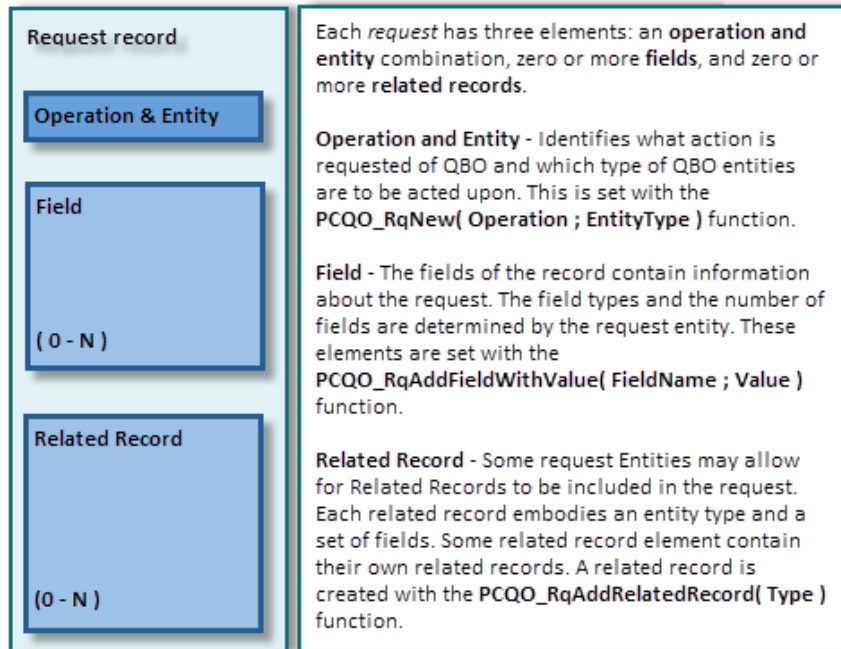 Request record
Operation & Entity
Field
( 0 - N )
Related Record
(0 - N )
Each request has three elements: an operation and
entity combination, zero or more fields, and zero or
more related records.
Operation and Entity - Identifies what action is
requested of QBO and which type of QBO entities
are to be acted upon. This is set with the
PCQO_RqNew( Operation ; EntityType ) function.
Field - The fields of the record contain information
about the request. The field types and the number of
fields are determined by the request entity. These
elements are set with the
PCQO_RqAddFieldWithValue( FieldName ; Value )
function.
Related Record - Some request Entities may allow
for Related Records to be included in the request.
Each related record embodies an entity type and a
set of fields. Some related record element contain
their own related records. A related record is
created with the PCQO_RqAddRelatedRecord( Type )
function.